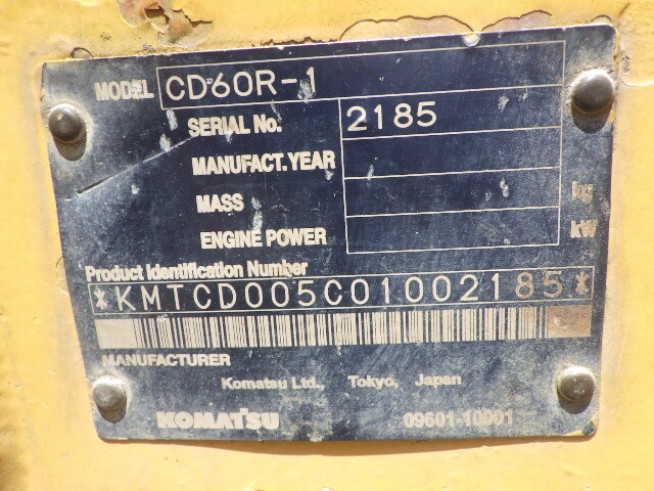 MODEL CD60R-1
SERIAL No. 2185
MANUFACT. YEAR
MASS kg
ENGINE POWER kW
Product Identification Number
*KMTCD005C01002185*
MANUFACTURER
Komatsu Ltd., Tokyo, Japan
KOMATSU 09601-10001